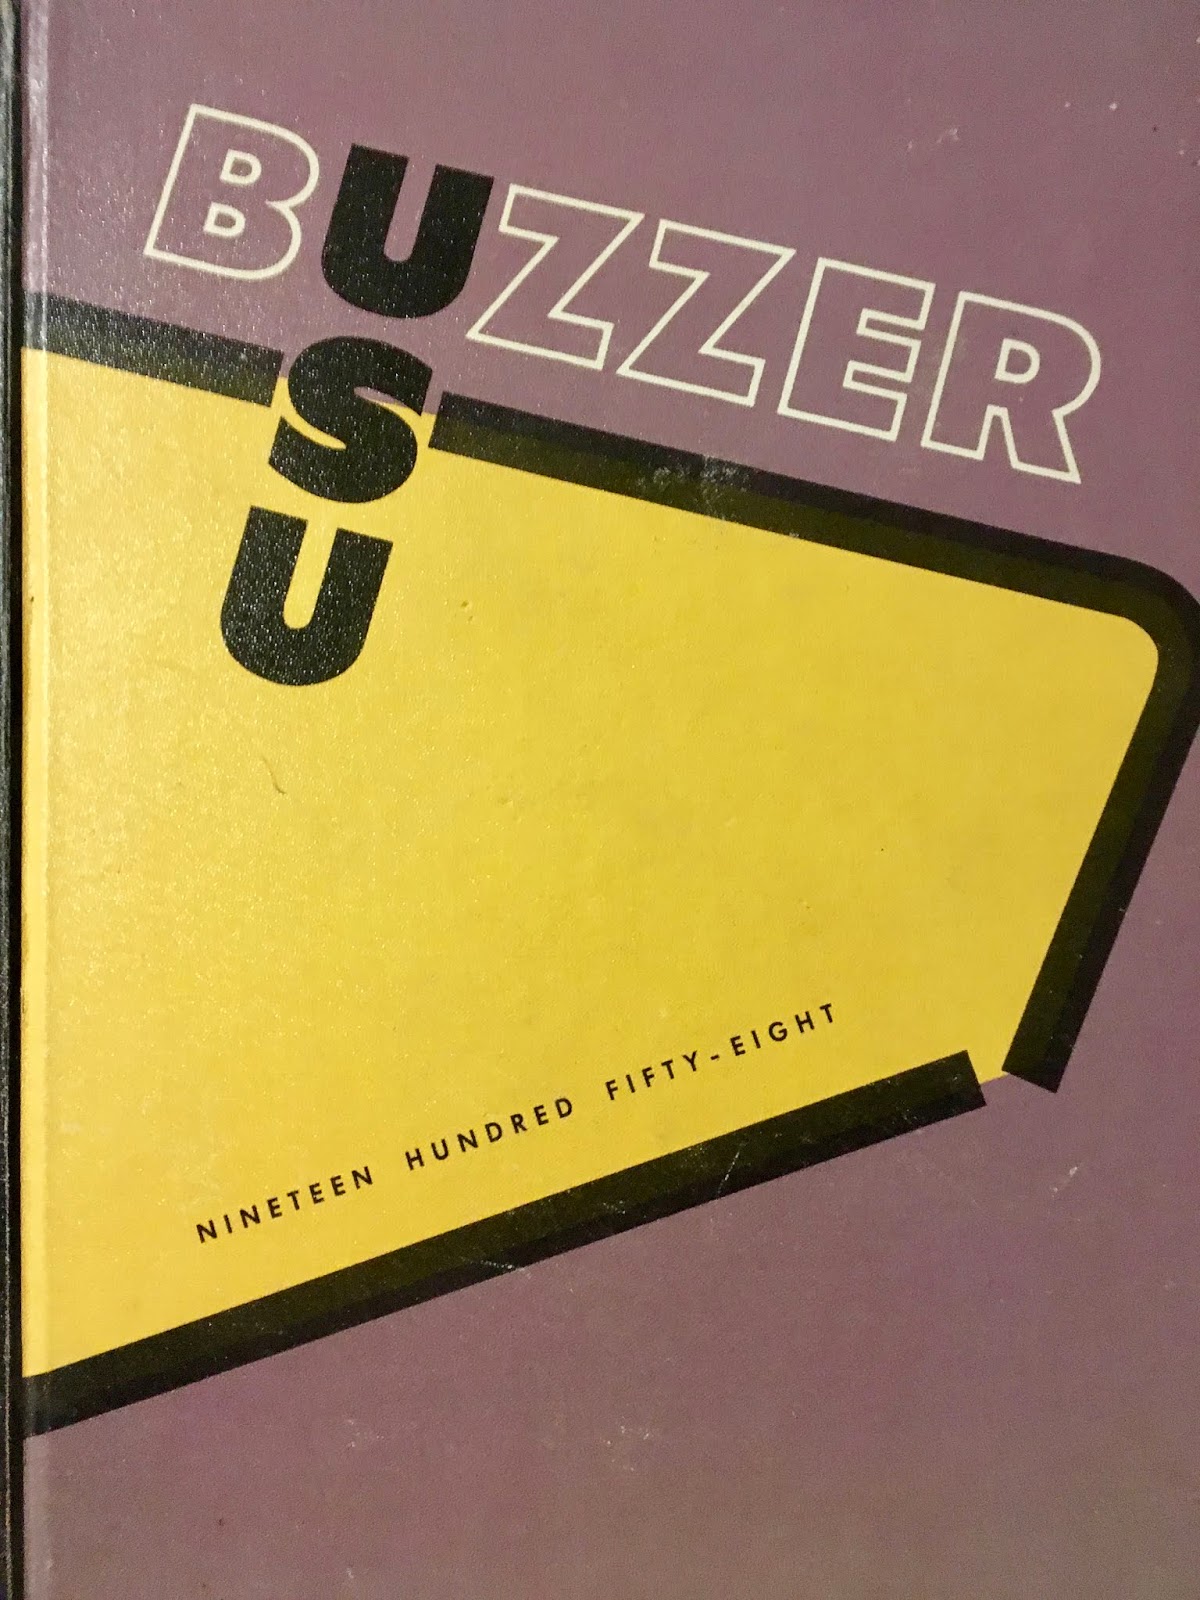 BUZZER
USU
NINETEEN HUNDRED FIFTY-EIGHT